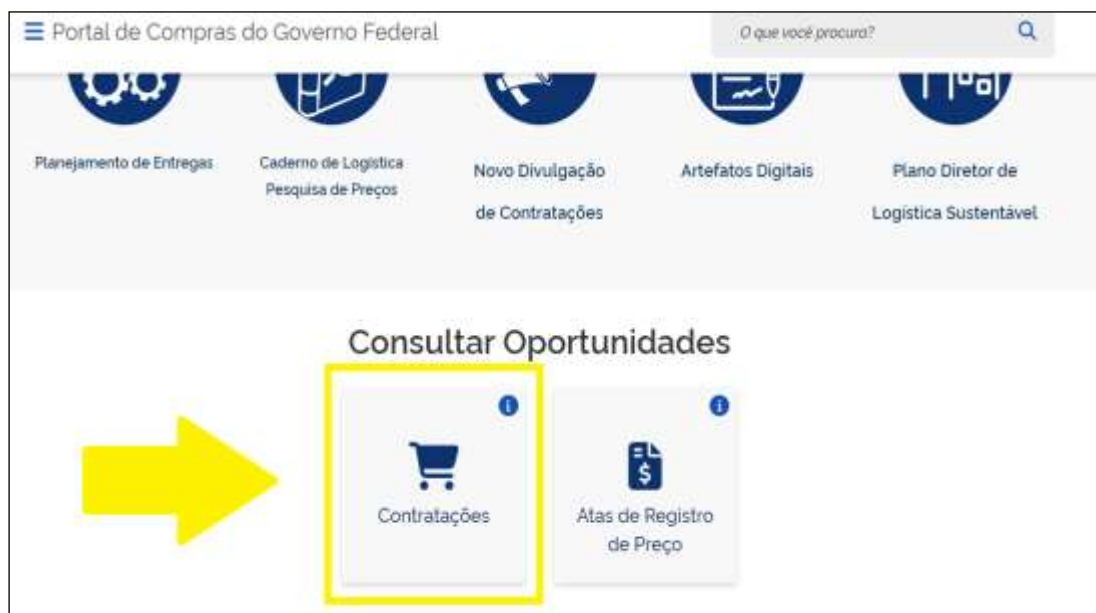 Portal de Compras do Governo Federal
O que você procura?
Planejamento de Entregas
Caderno de Logística
Pesquisa de Preços
Novo Divulgação
de Contratações
Artefatos Digitais
Plano Diretor de
Logística Sustentável
Consultar Oportunidades
Contratações
Atas de Registro
de Preço